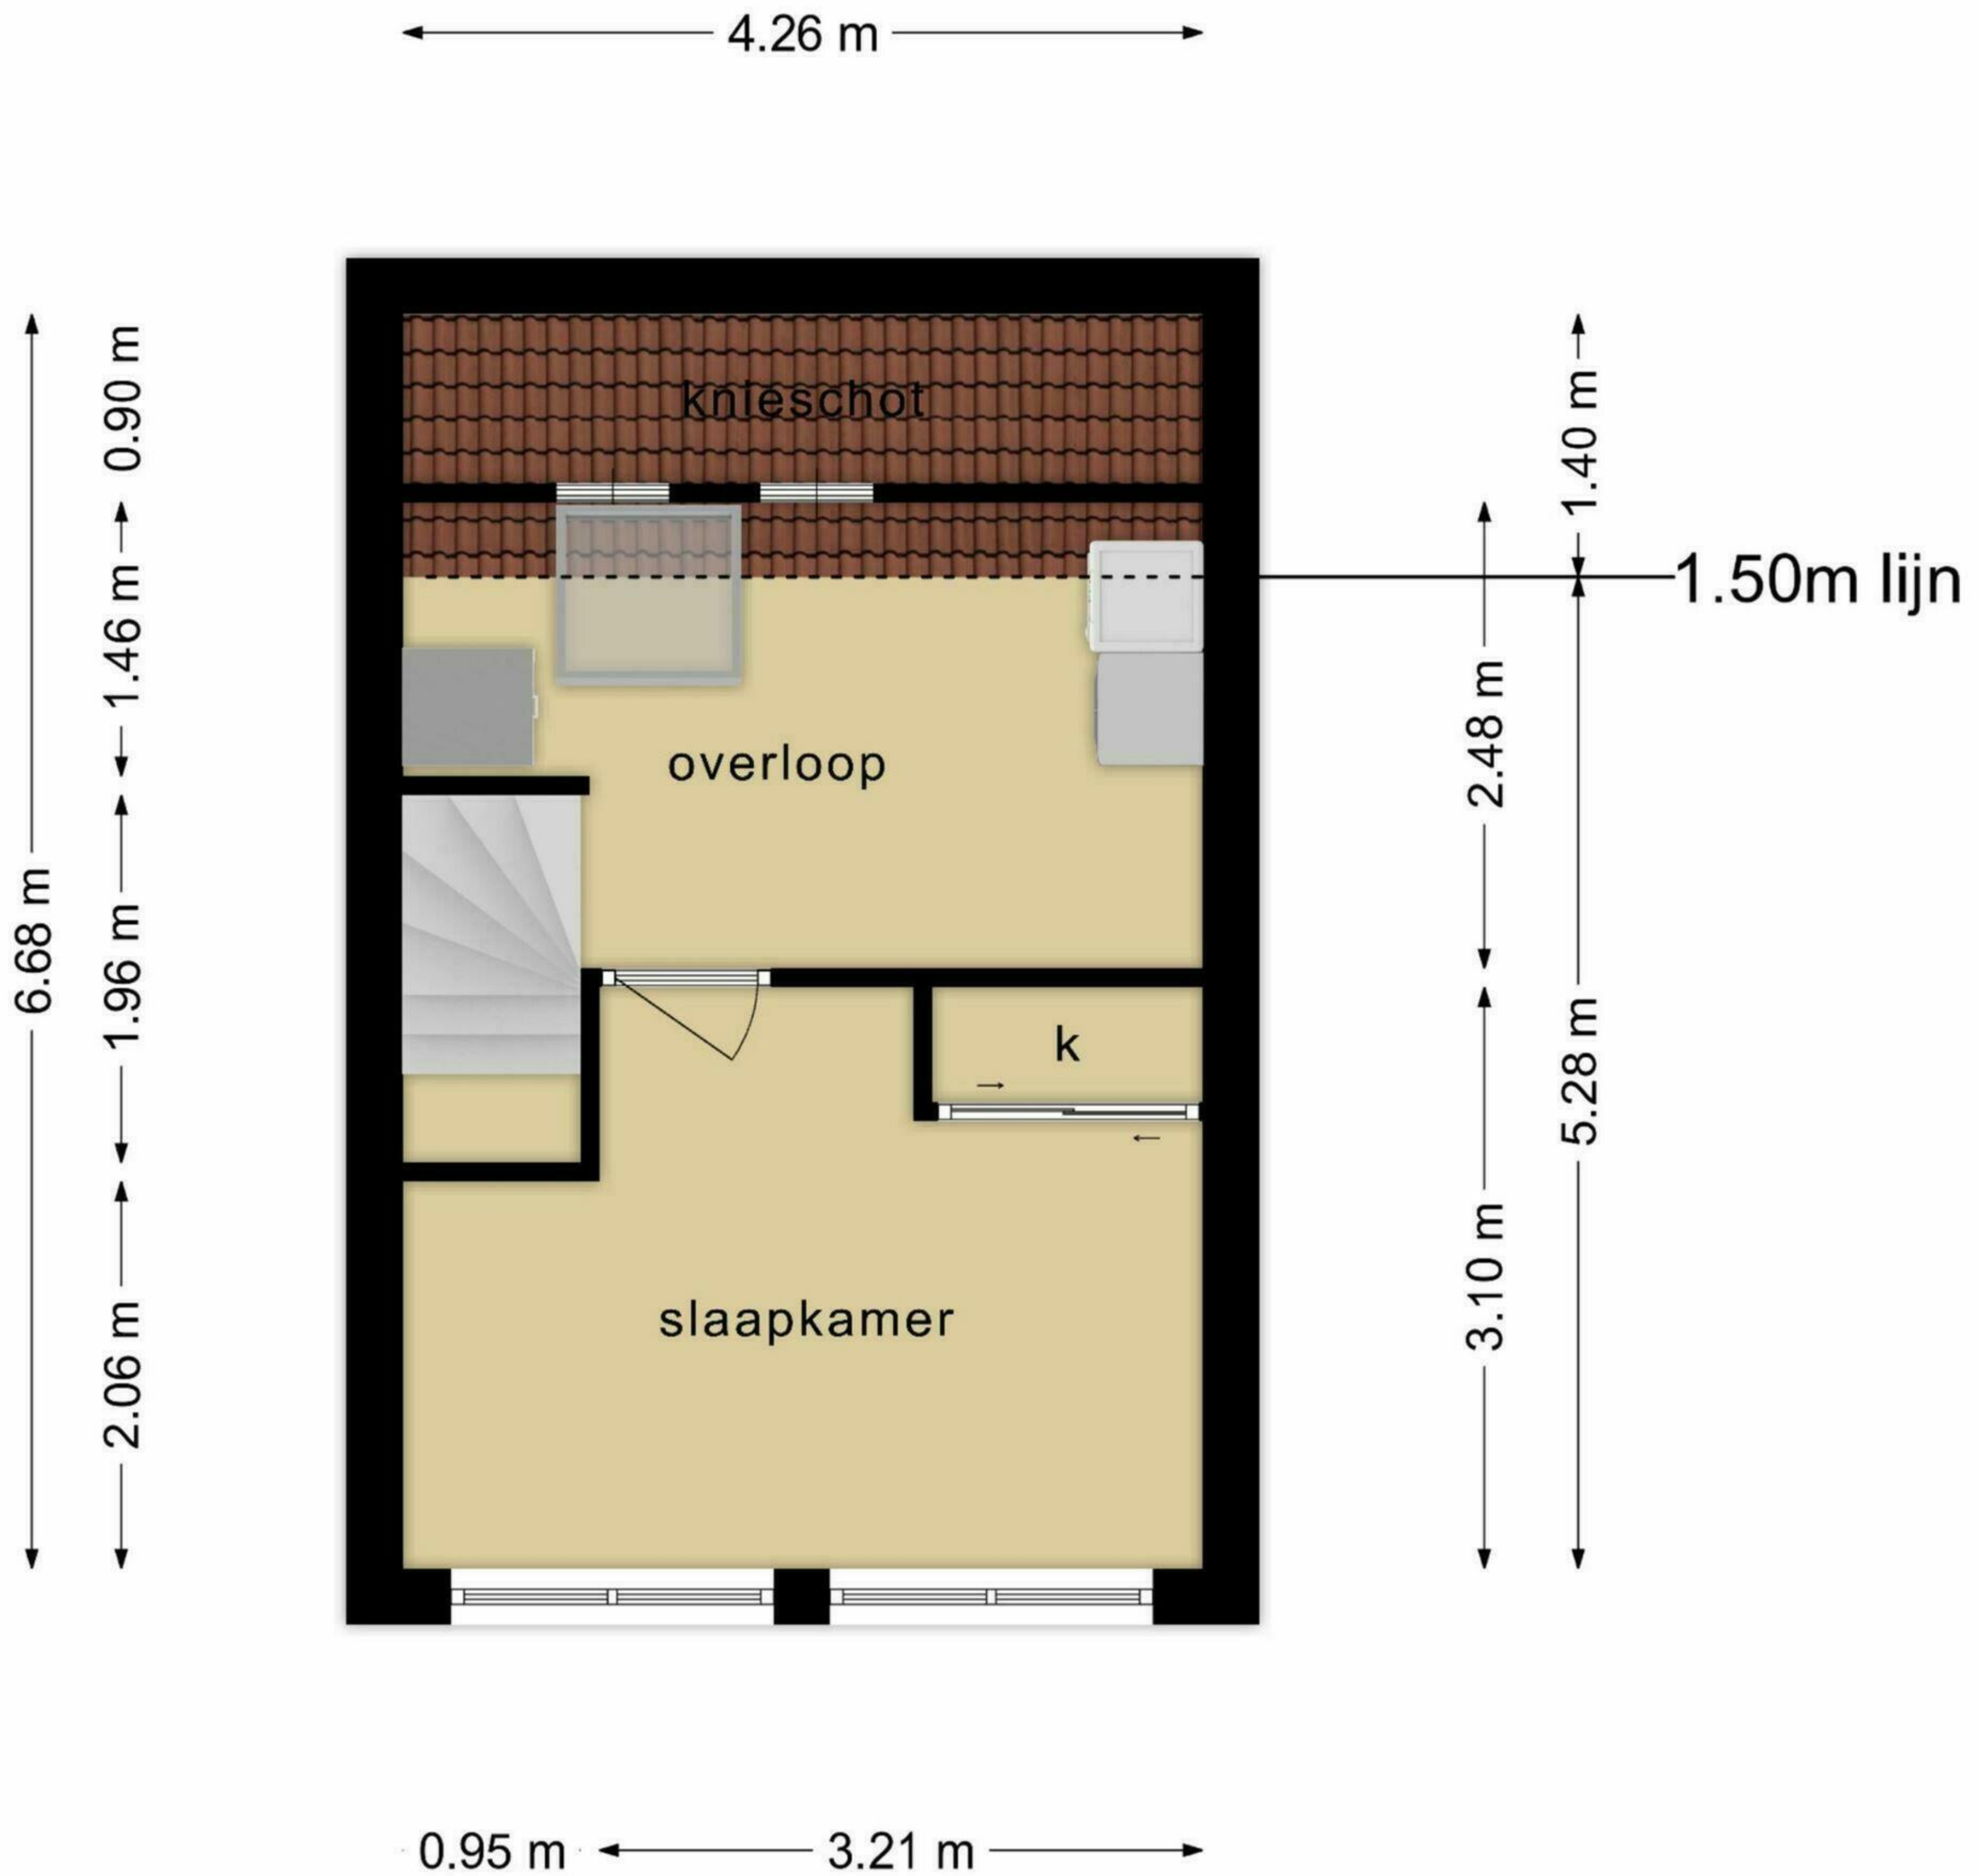 4.26 m
0.90 m
1.40 m
knieschot
1.50m lijn
1.46 m
2.48 m
overloop
6.68 m
1.96 m
k
5.28 m
3.10 m
slaapkamer
2.06 m
0.95 m
3.21 m